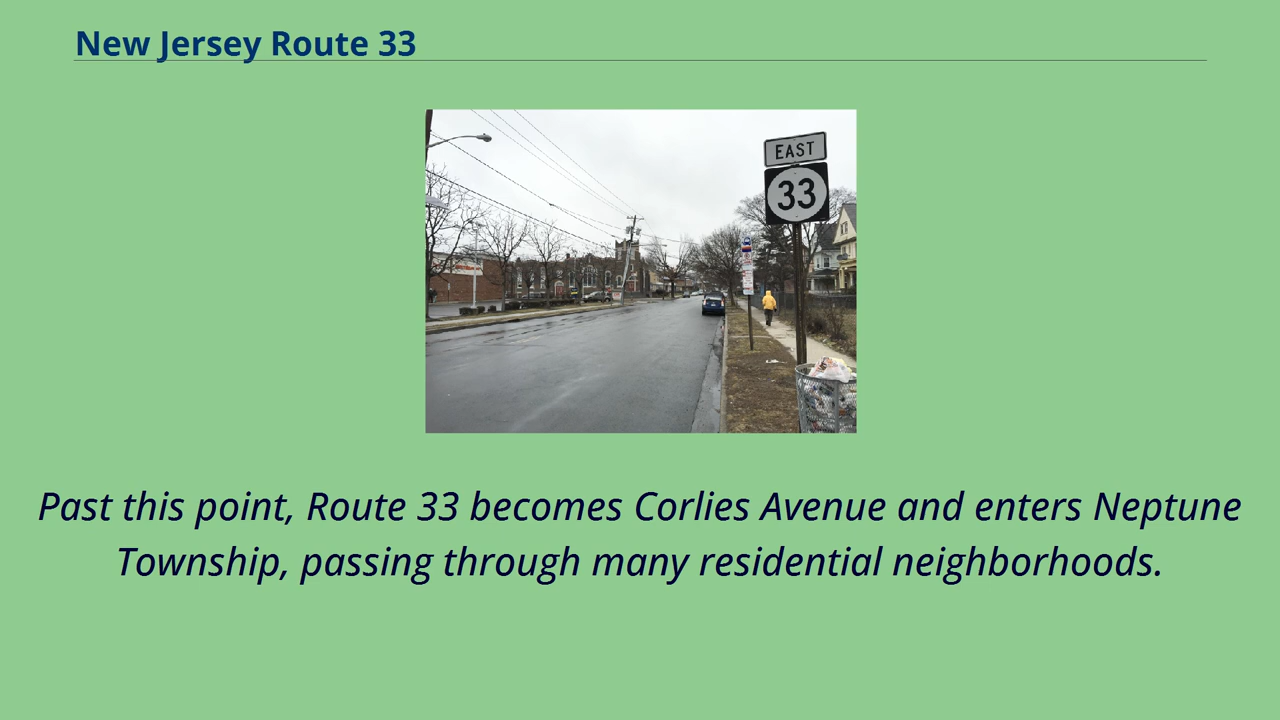 New Jersey Route 33
EAST
33
Past this point, Route 33 becomes Corlies Avenue and enters Neptune
Township, passing through many residential neighborhoods.